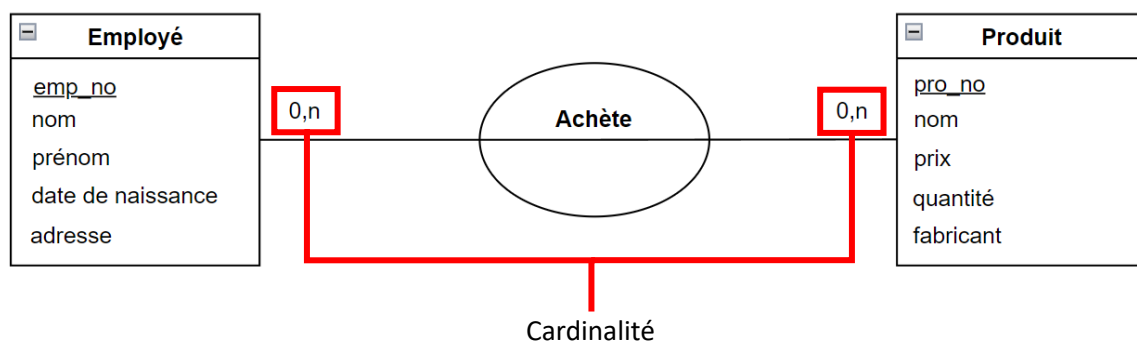 Employé
emp_no
nom
prénom
date de naissance
adresse
0,n
Achète
0,n
Produit
pro_no
nom
prix
quantité
fabricant
Cardinalité